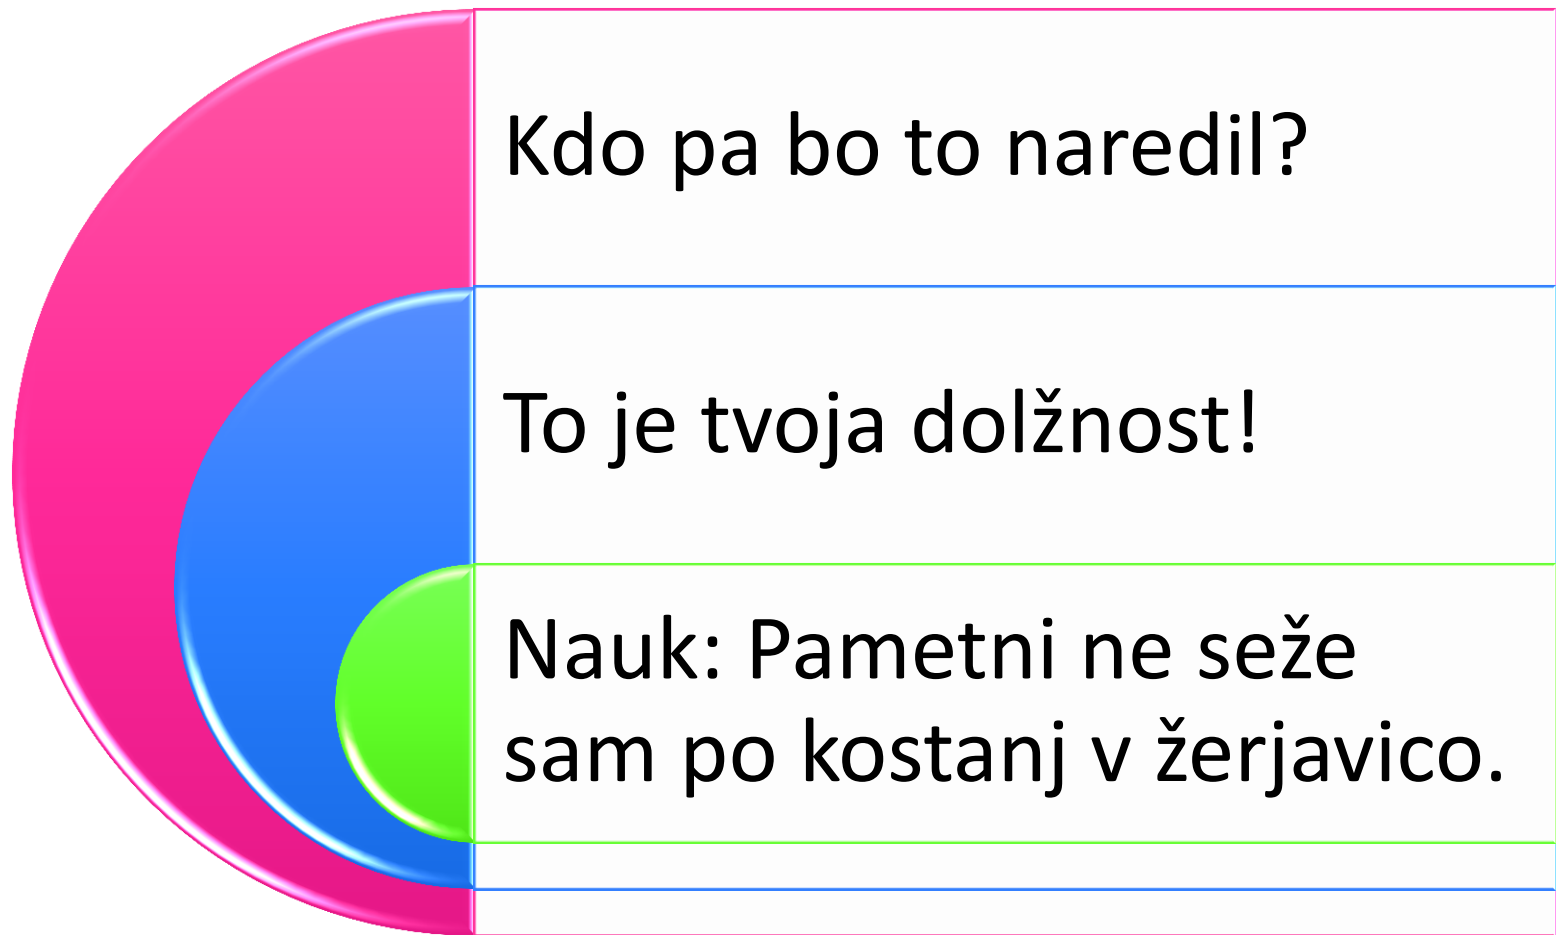 Kdo pa bo to naredil?
To je tvoja dolžnost!
Nauk: Pametni ne seže
sam po kostanj v žerjavico.